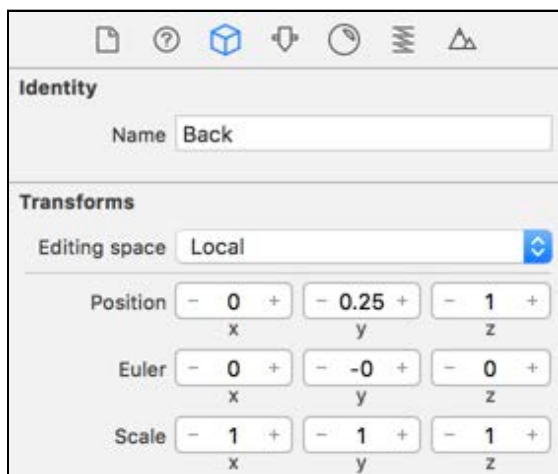 Identity
Name Back
Transforms
Editing space Local
Position − 0 + − 0.25 + − 1 +
x y z
Euler − 0 + − -0 + − 0 +
x y z
Scale − 1 + − 1 + − 1 +
x y z